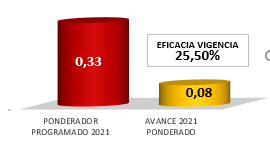 EFICACIA VIGENCIA
25,50%
0,33
0,08
PONDERADOR
PROGRAMADO 2021
AVANCE 2021
PONDERADO